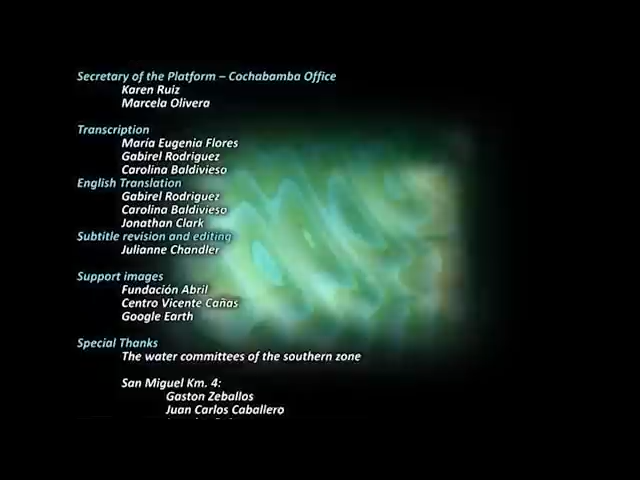 Secretary of the Platform – Cochabamba Office
Karen Ruiz
Marcela Olivera
Transcription
María Eugenia Flores
Gabirel Rodriguez
Carolina Baldivieso
English Translation
Gabirel Rodriguez
Carolina Baldivieso
Jonathan Clark
Subtitle revision and editing
Julianne Chandler
Support images
Fundación Abril
Centro Vicente Cañas
Google Earth
Special Thanks
The water committees of the southern zone
San Miguel Km. 4:
Gaston Zeballos
Juan Carlos Caballero